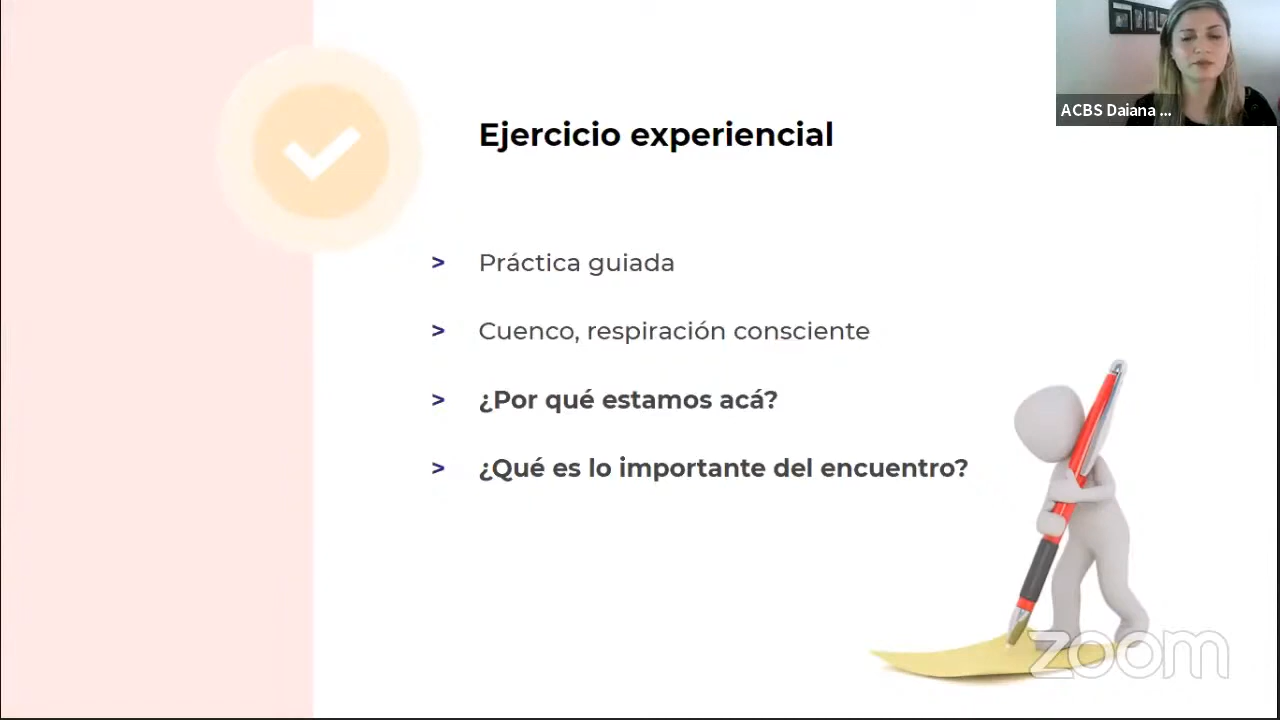 ACBS Daiana ...
Ejercicio experiencial
> Práctica guiada
> Cuenco, respiración consciente
> ¿Por qué estamos acá?
> ¿Qué es lo importante del encuentro?
zoom